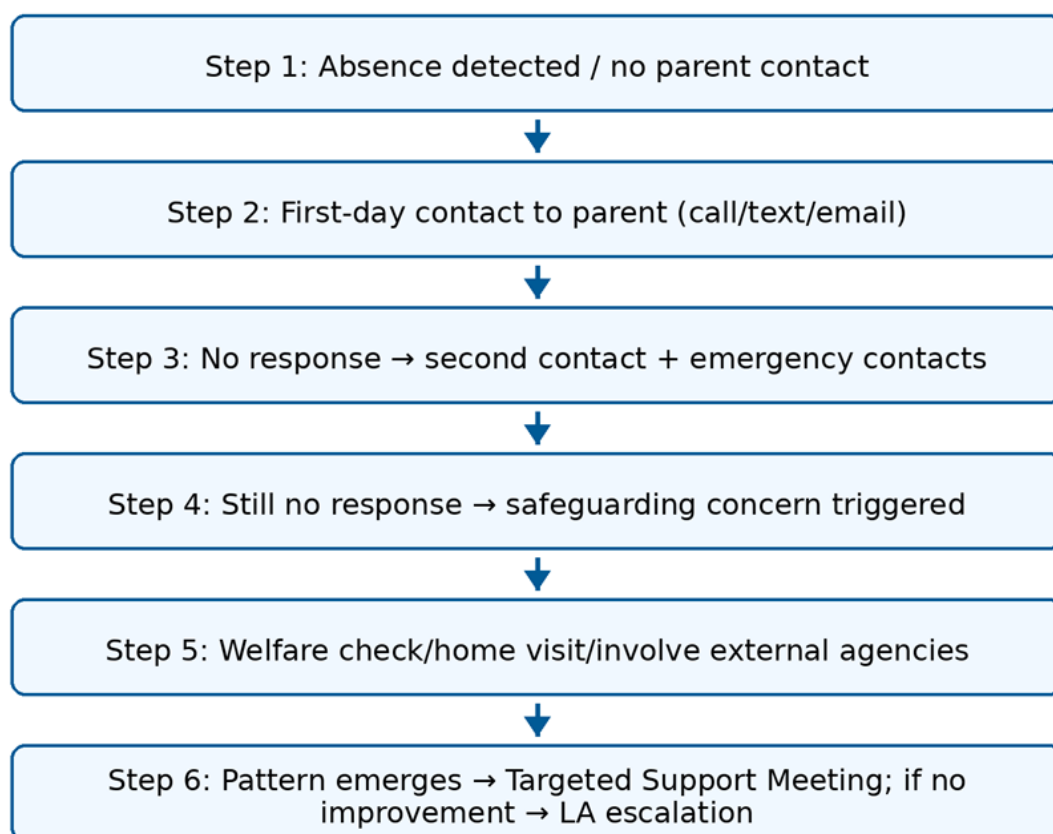 Step 1: Absence detected / no parent contact
Step 2: First-day contact to parent (call/text/email)
Step 3: No response → second contact + emergency contacts
Step 4: Still no response → safeguarding concern triggered
Step 5: Welfare check/home visit/involve external agencies
Step 6: Pattern emerges → Targeted Support Meeting; if no
improvement → LA escalation